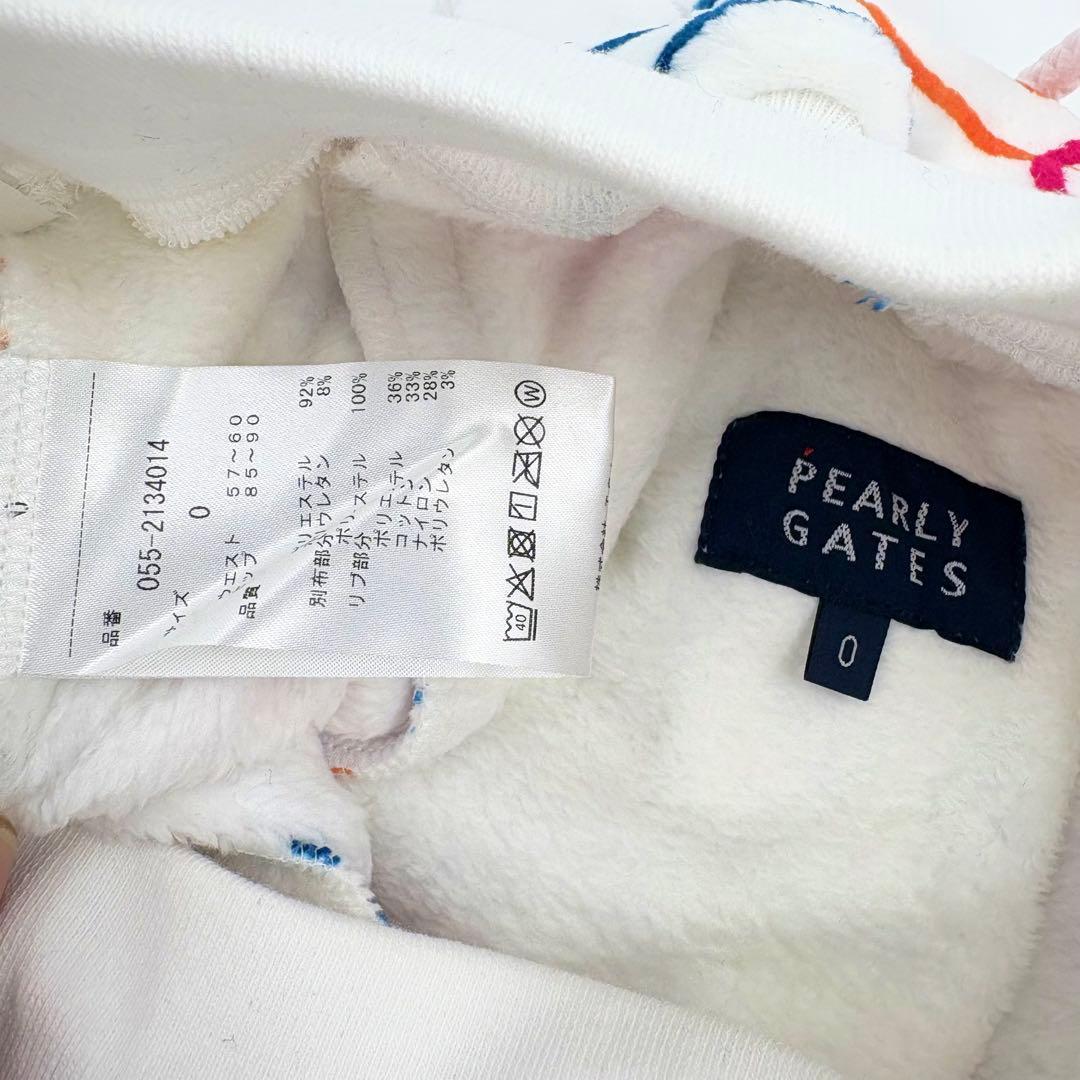 品番
055-2134014
サイズ 0
ウエスト 57〜60
ヒップ 85〜90
品質
ポリエステル 92%
ポリウレタン 8%
別布部分
ポリエステル 100%
リブ部分
ポリエステル 36%
コットン 33%
ナイロン 28%
ポリウレタン 3%
40
W
PEARLY
GATES
0